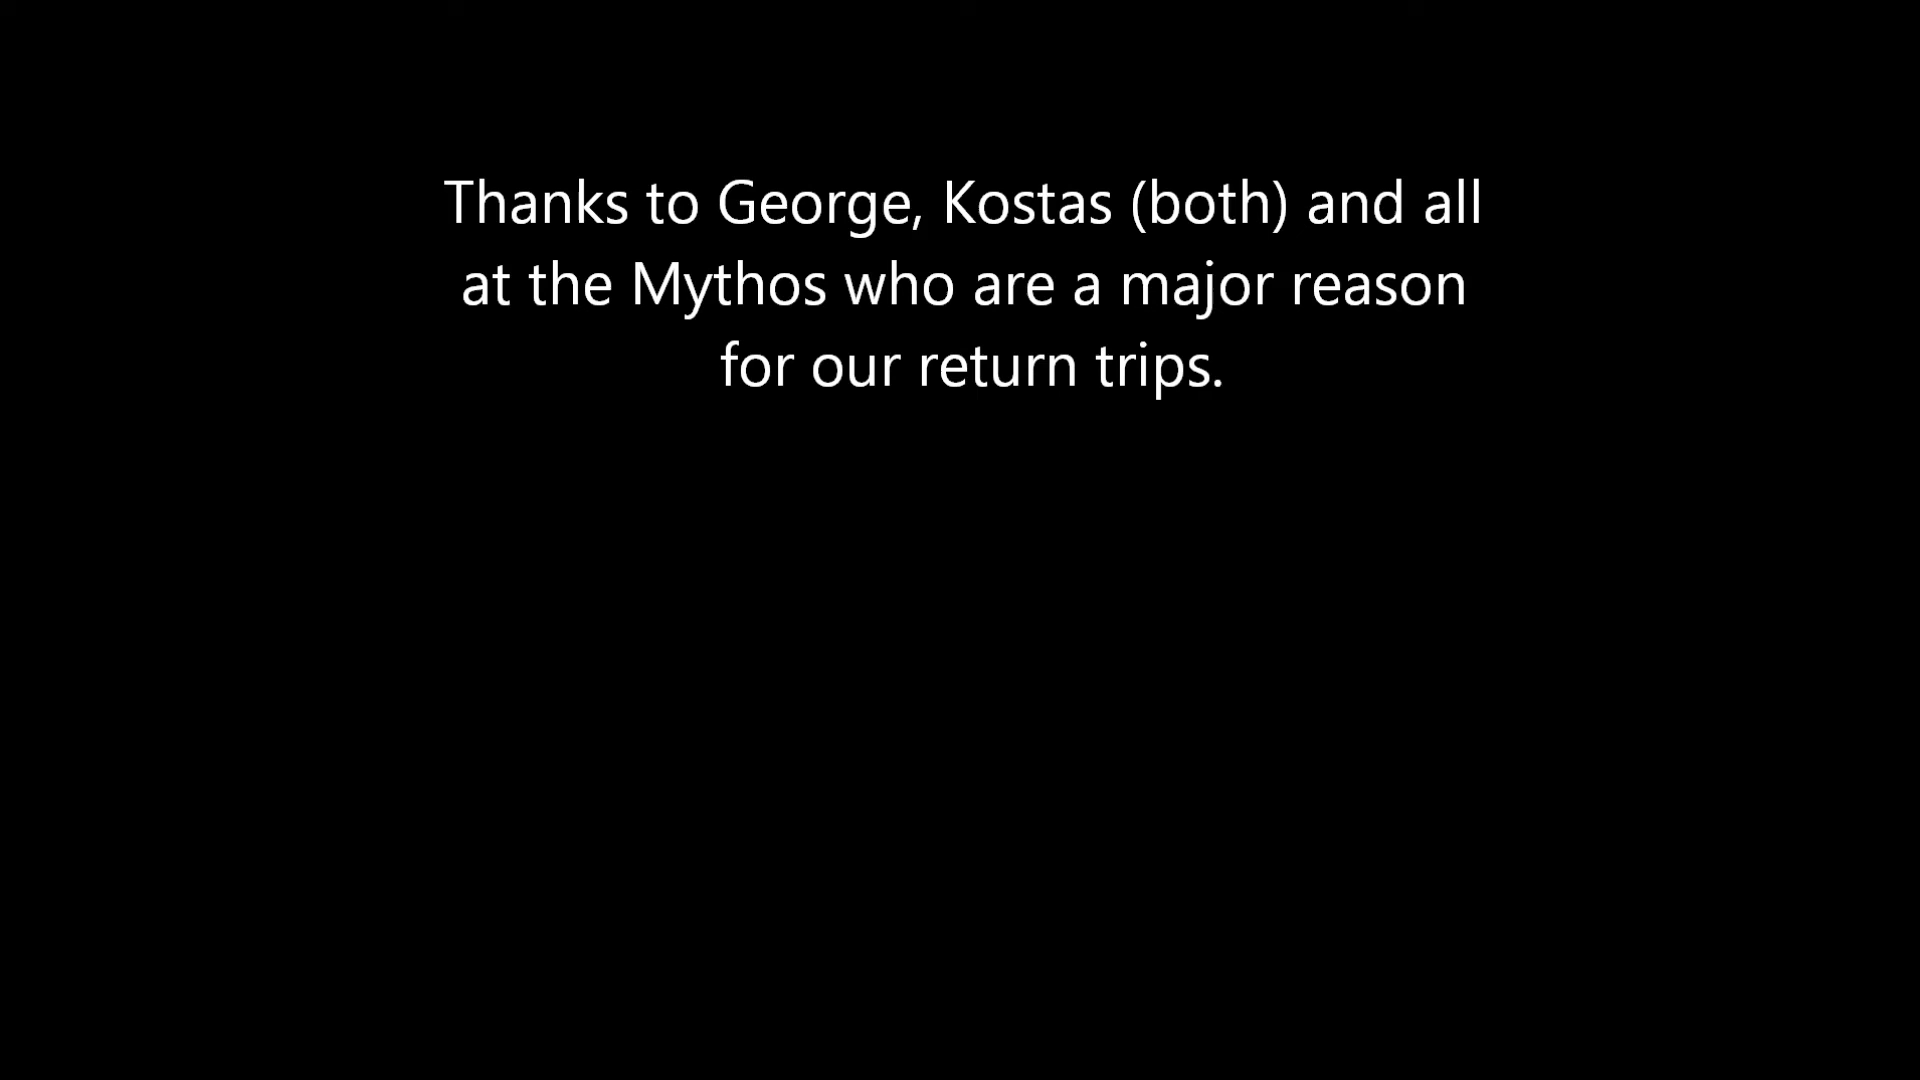 Thanks to George, Kostas (both) and all
at the Mythos who are a major reason
for our return trips.